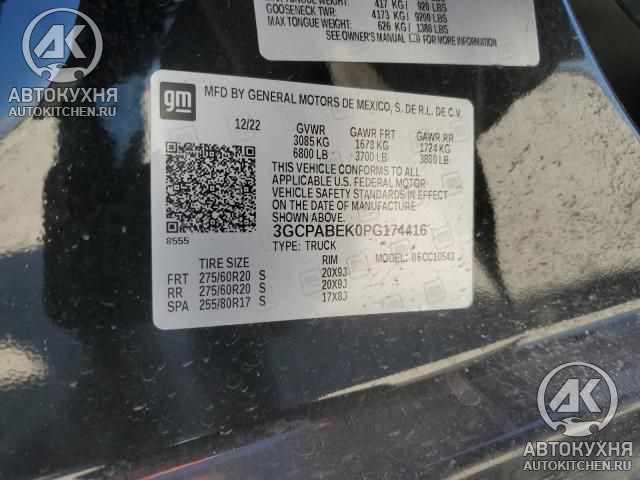 MAX TONGUE WEIGHT: 417 KG/ 920 LBS
GOOSENECK TWR: 4173 KG/ 9200 LBS
MAX TONGUE WEIGHT: 626 KG/ 1380 LBS
SEE OWNER'S MANUAL FOR MORE INFORMATION
gm
MFD BY GENERAL MOTORS DE MEXICO, S. DE R.L. DE C.V.
12/22 GVWR GAWR FRT GAWR RR
3085 KG 1678 KG 1724 KG
6800 LB 3700 LB 3800 LB
THIS VEHICLE CONFORMS TO ALL
APPLICABLE U.S. FEDERAL MOTOR
VEHICLE SAFETY STANDARDS IN EFFECT
ON THE DATE OF MANUFACTURE
SHOWN ABOVE.
3GCPABEK0PG174416
8555
TYPE: TRUCK MODEL: 06CC10543
TIRE SIZE RIM
FRT 275/60R20 S 20X9J
RR 275/60R20 S 20X9J
SPA 255/80R17 S 17X8J
АК
АВТОКУХНЯ
AUTOKITCHEN.RU
АК
АВТОКУХНЯ
AUTOKITCHEN.RU